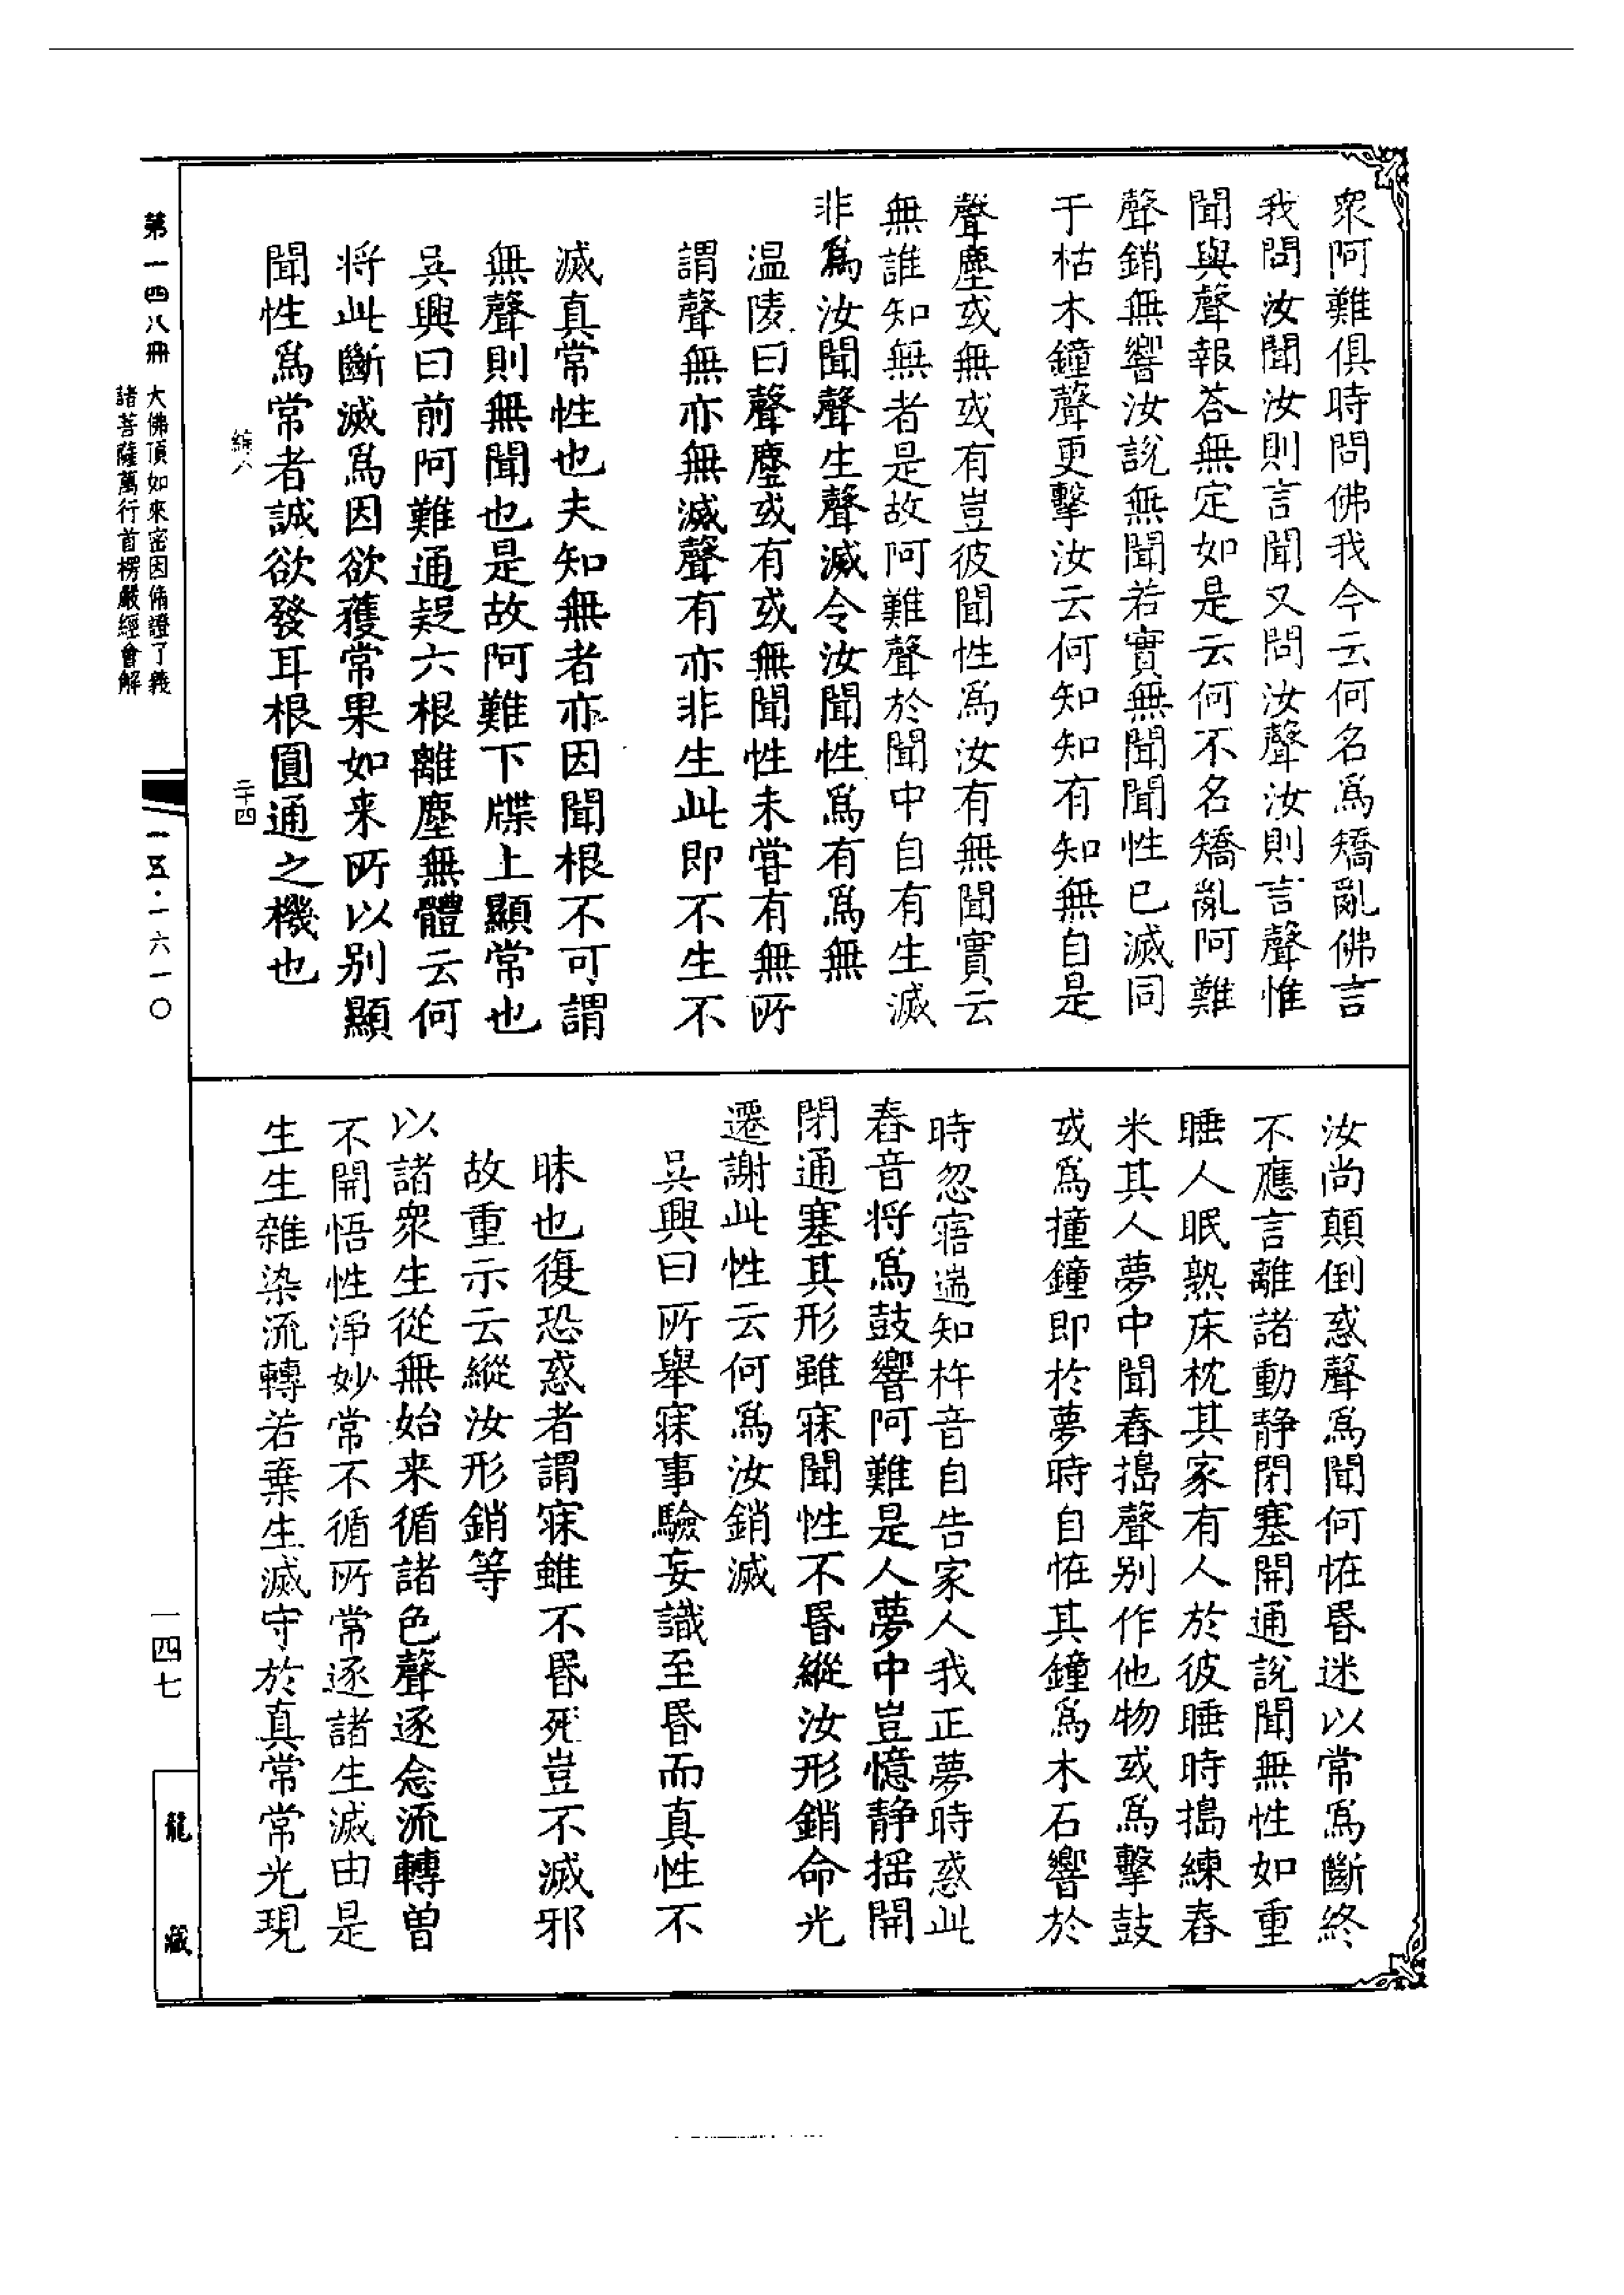 衆阿難俱時問佛我今云何名爲矯亂佛言
我問汝聞汝則言聞又問汝聲汝則言聲惟
聞與聲報荅無定如是云何不名矯亂阿難
聲銷無響汝説無聞若實無聞聞性已滅同
于枯木鐘聲更擊汝云何知知有知無自是
聲塵或無或有豈彼聞性爲汝有無聞實云
無誰知無者是故阿難聲於聞中自有生滅
非爲汝聞聲生聲滅令汝聞性爲有爲無
温陵曰聲塵或有或無聞性未甞有無所
謂聲無亦無滅聲有亦非生此即不生不
滅真常性也夫知無者亦因聞根不可謂
無聲則無聞也是故阿難下牒上顯常也
吳興曰前阿難通疑六根離塵無體云何
将此斷滅爲因欲獲常果如来所以别顯
聞性爲常者誠欲發耳根圓通之機也
二十四
汝尚顛倒惑聲爲聞何恠昬迷以常爲斷終
不應言離諸動静閉塞開通說聞無性如重
睡人眠熟床枕其家有人於彼睡時搗練舂
米其人夢中聞舂搗聲别作他物或爲擊鼓
或爲撞鐘即於夢時自恠其鐘爲木石響於
時忽寤遄知杵音自告家人我正夢時惑此
舂音将爲鼓響阿難是人夢中豈憶静揺開
閉通塞其形雖寐聞性不昬縱汝形銷命光
遷謝此性云何爲汝銷滅
吳興曰所舉寐事驗妄識至昬而真性不
昧也復恐惑者謂寐雖不昬死豈不滅邪
故重示云縱汝形銷等
以諸衆生從無始来循諸色聲逐念流轉曽
不開悟性淨妙常不循所常逐諸生滅由是
生生雜染流轉若棄生滅守於真常常光現
第一四八冊
大佛頂如來密因脩證了義
諸菩薩萬行首楞嚴經會解
一五·一六一〇
一四七
龍藏